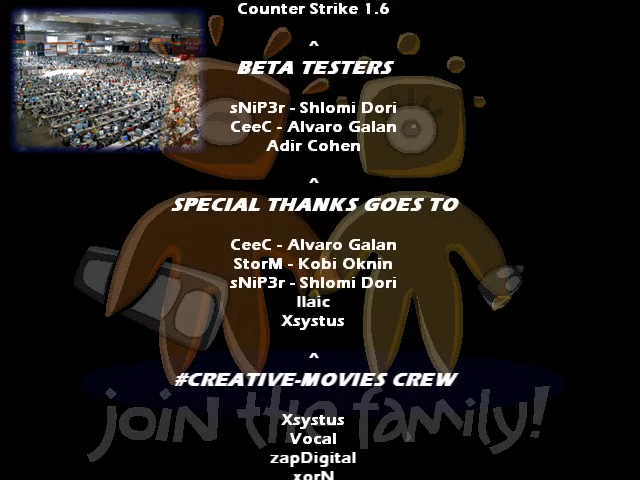 Counter Strike 1.6
^
BETA TESTERS
sNiP3r - Shlomi Dori
CeeC - Alvaro Galan
Adir Cohen
^
SPECIAL THANKS GOES TO
CeeC - Alvaro Galan
StorM - Kobi Oknin
sNiP3r - Shlomi Dori
Ilaic
Xsystus
^
#CREATIVE-MOVIES CREW
join the family!
Xsystus
Vocal
zapDigital
xorN